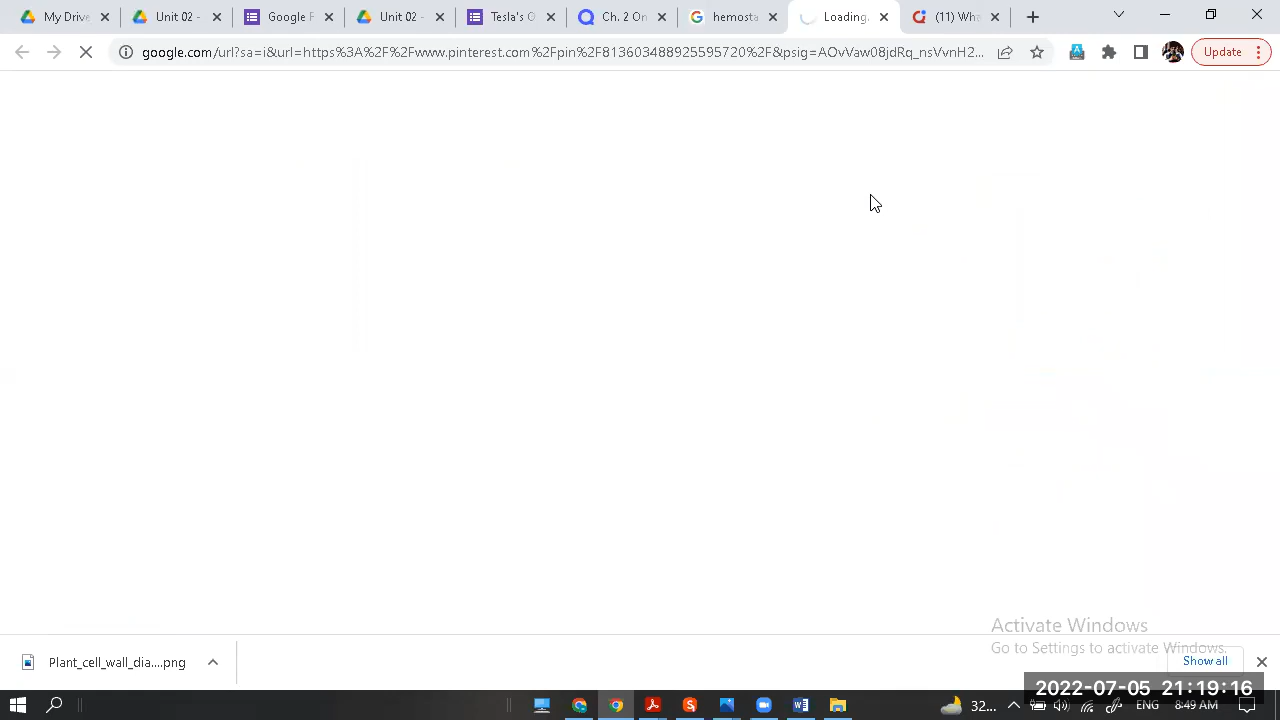 My Drive
Unit 02 -
Google F
Unit 02 -
Tesla's O
Ch. 2 On
hemosta
Loading.
(11) Wha
google.com/url?sa=i&url=https%3A%2F%2Fwww.pinterest.com%2Fpin%2F813603488925595720%2F&psig=AOvVaw08jdRq_nsVvnH2...
Update
Activate Windows
Go to Settings to activate Windows.
Plant_cell_wall_dia....png
Show all
2022-07-05 21:19:16
32...
ENG
8:49 AM